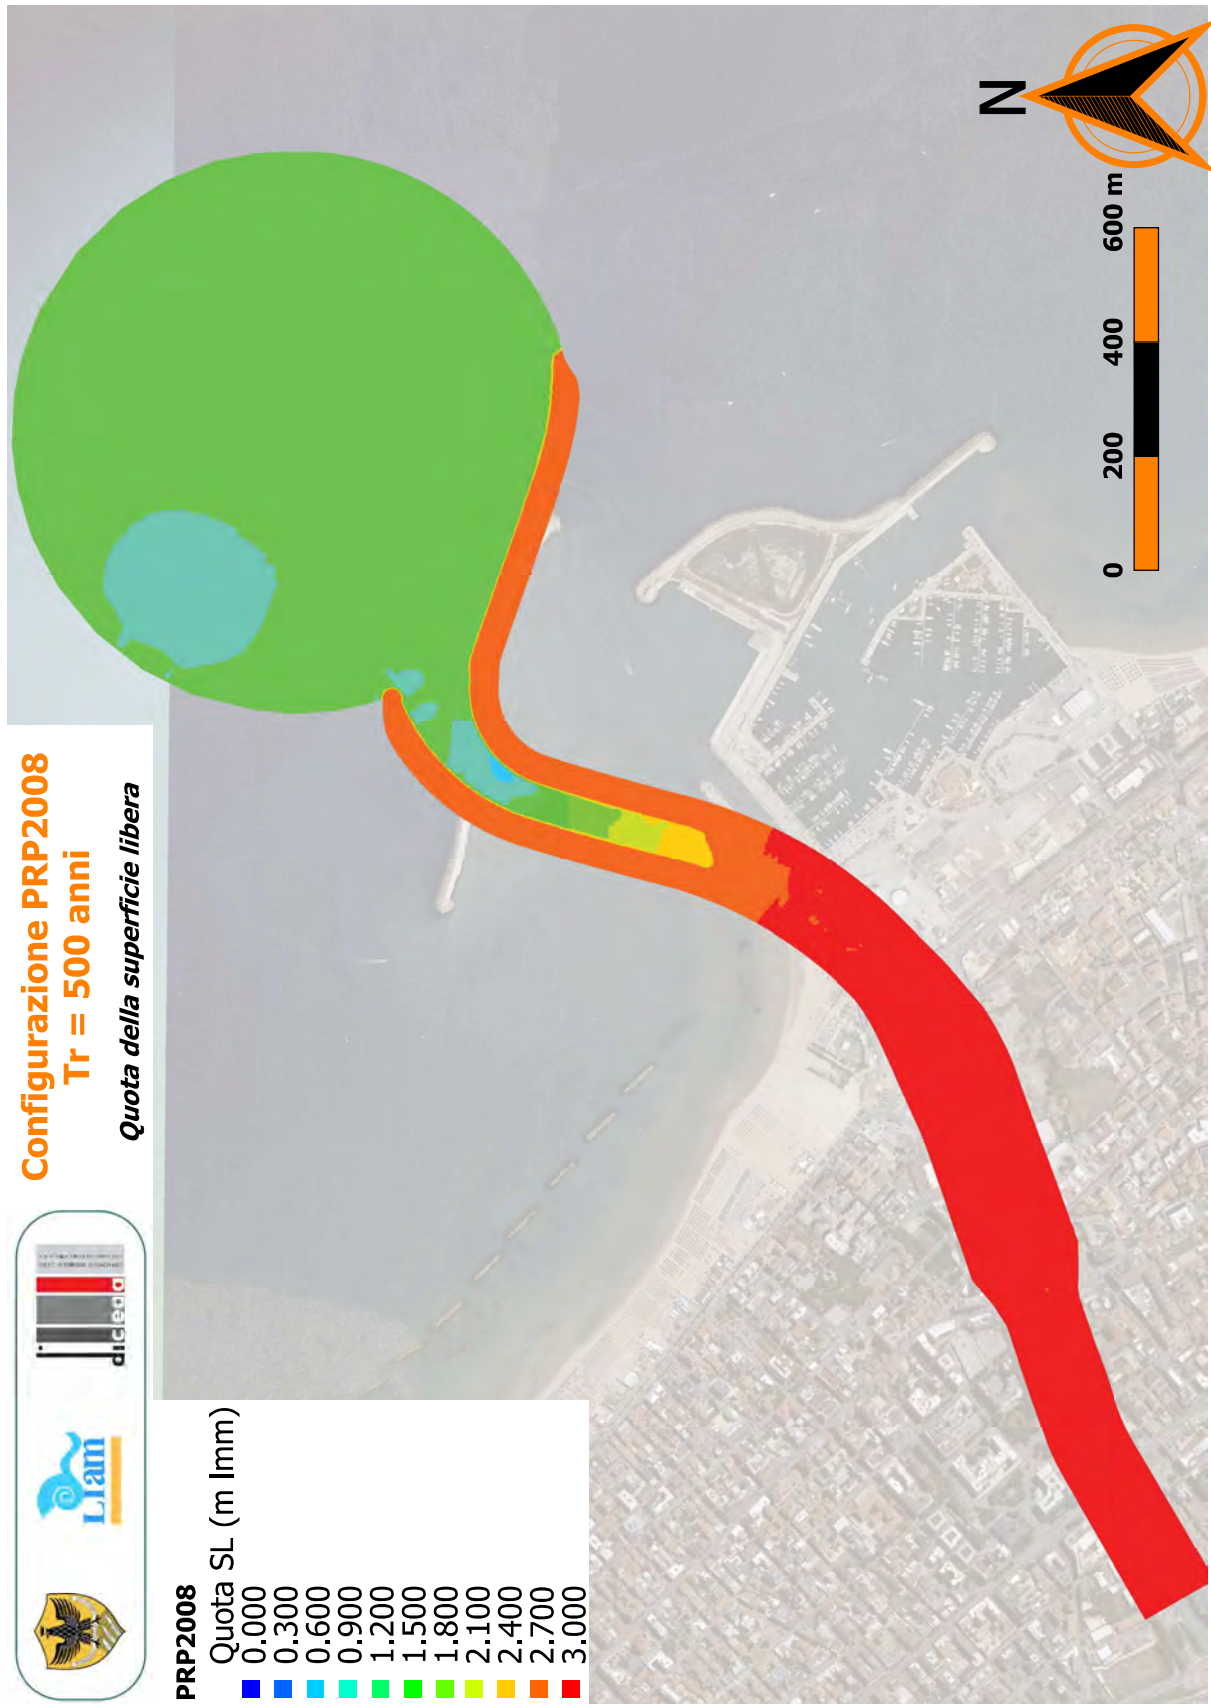 Configurazione PRP2008
Tr = 500 anni
Quota della superficie libera
dicea
LIam
PRP2008
Quota SL (m lmm)
0.000
0.300
0.600
0.900
1.200
1.500
1.800
2.100
2.400
2.700
3.000
0 200 400 600 m
N